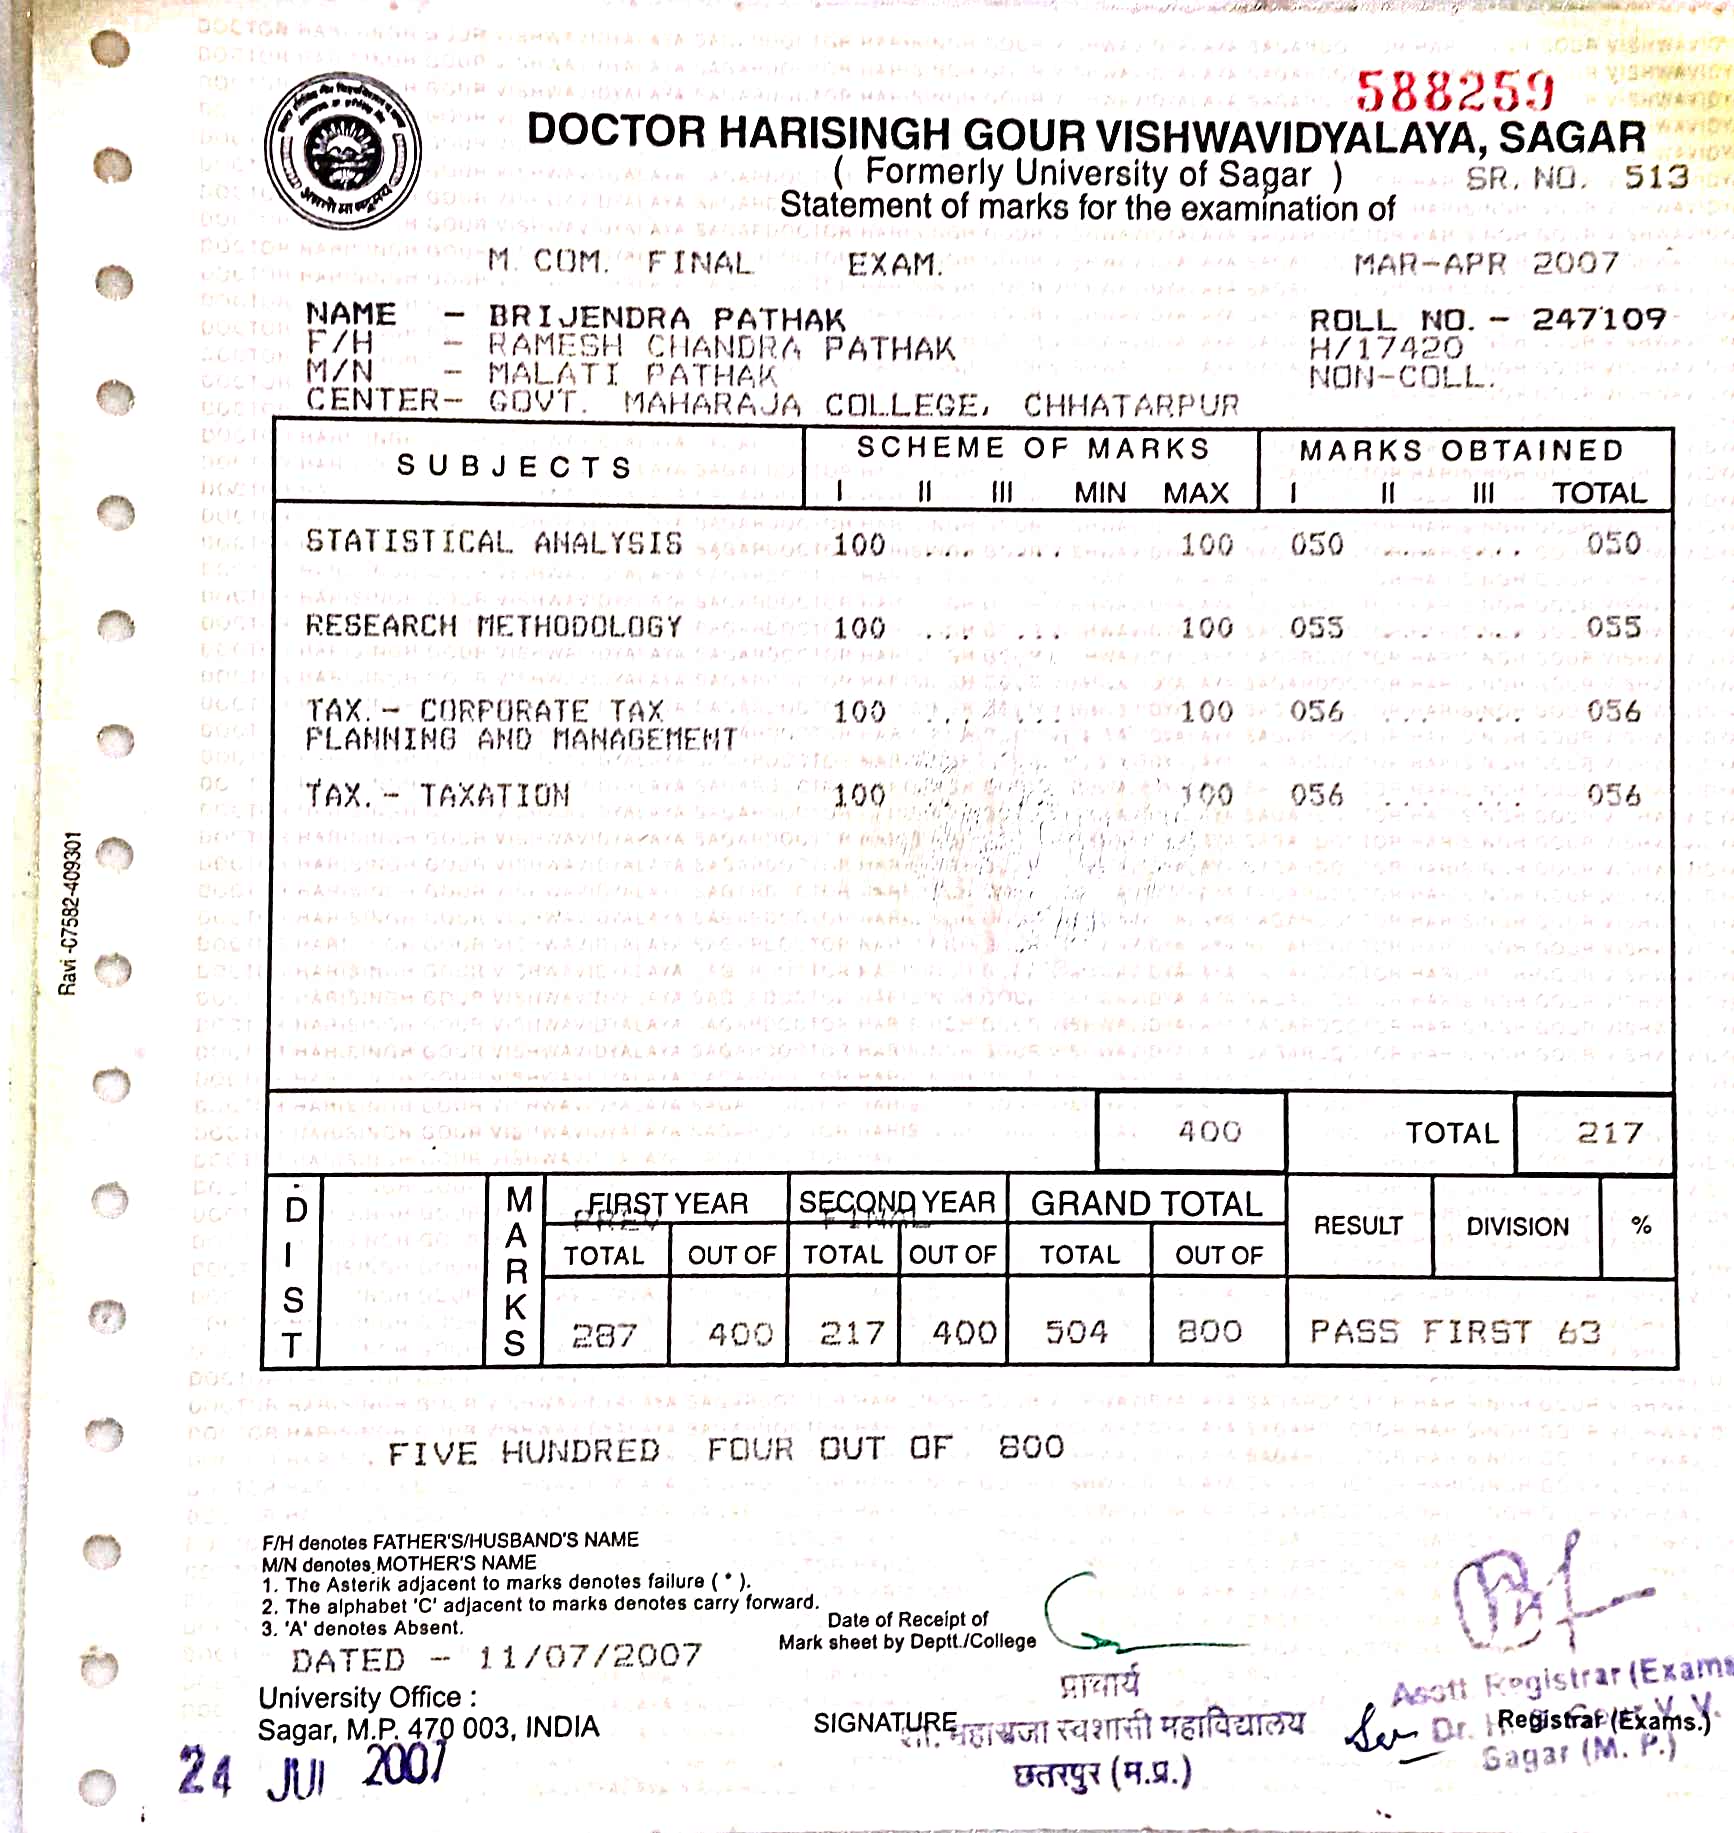 588259
DOCTOR HARISINGH GOUR VISHWAVIDYALAYA, SAGAR
( Formerly University of Sagar ) SR. NO. 513
Statement of marks for the examination of
M. COM. FINAL EXAM. MAR-APR 2007
NAME - BRIJENDRA PATHAK ROLL NO. - 247109
F/H - RAMESH CHANDRA PATHAK H/17420
M/N - MALATI PATHAK NON-COLL.
CENTER- GOVT. MAHARAJA COLLEGE, CHHATARPUR
SUBJECTS SCHEME OF MARKS MARKS OBTAINED
I II III MIN MAX I II III TOTAL
STATISTICAL ANALYSIS 100 ... ... 100 050 ... ... 050
RESEARCH METHODOLOGY 100 ... ... 100 055 ... ... 055
TAX. - CORPORATE TAX 100 ... ... 100 056 ... ... 056
PLANNING AND MANAGEMENT
TAX. - TAXATION 100 ... ... 100 056 ... ... 056
Ravi -C7582-409301
400 TOTAL 217
DIST MARKS FIRST YEAR SECOND YEAR GRAND TOTAL RESULT DIVISION %
PREV FINAL
TOTAL OUT OF TOTAL OUT OF TOTAL OUT OF
287 400 217 400 504 800 PASS FIRST 63
FIVE HUNDRED FOUR OUT OF 800
F/H denotes FATHER'S/HUSBAND'S NAME
M/N denotes MOTHER'S NAME
1. The Asterik adjacent to marks denotes failure ( * ).
2. The alphabet 'C' adjacent to marks denotes carry forward.
3. 'A' denotes Absent.
Date of Receipt of
Mark sheet by Deptt./College
DATED - 11/07/2007
University Office :
Sagar, M.P. 470 003, INDIA
SIGNATURE
प्राचार्य
शा. महाराजा स्वशासी महाविद्यालय
छतरपुर (म.प्र.)
Asstt Registrar (Exams
Registrar (Exams.)
Dr. H. V. V.
Sagar (M. P.)
24 JUL 2007